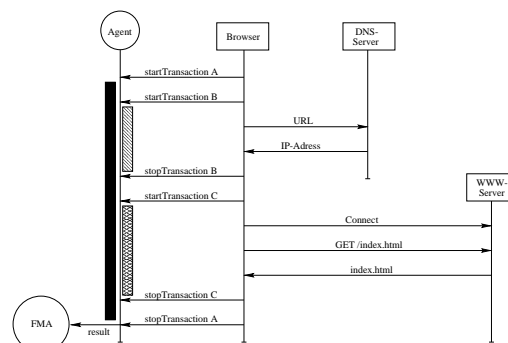 Agent
Browser
DNS-
Server
startTransaction A
startTransaction B
URL
IP-Adress
stopTransaction B
startTransaction C
WWW-
Server
Connect
GET /index.html
index.html
stopTransaction C
FMA
result
stopTransaction A